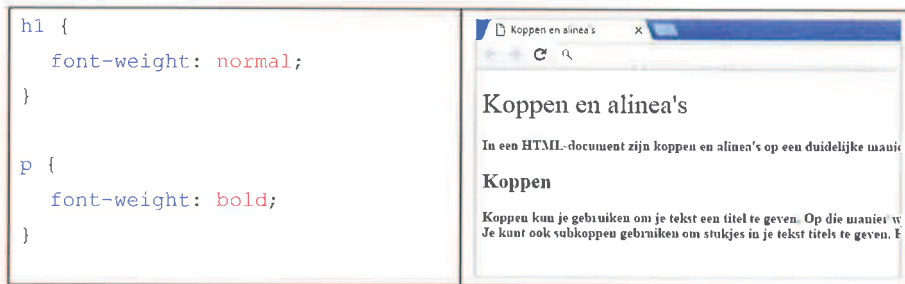 h1 {
font-weight: normal;
}
p {
font-weight: bold;
}
Koppen en alinea's
Koppen en alinea's
In een HTML-document zijn koppen en alinea's op een duidelijke
Koppen
Koppen kun je gebruiken om je tekst een titel te geven. Op die manier
Je kunt ook subkoppen gebruiken om stukjes in je tekst titels te geven.